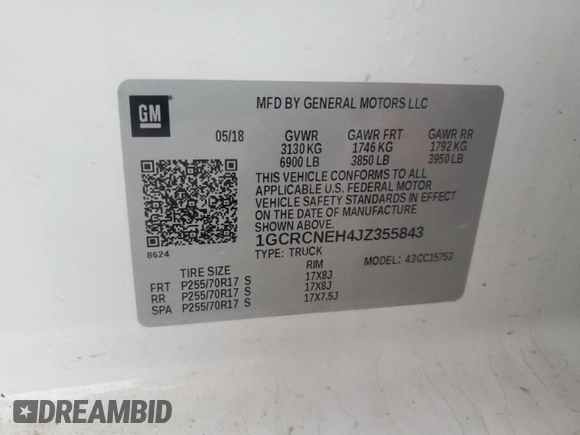 GM
MFD BY GENERAL MOTORS LLC
05/18 GVWR GAWR FRT GAWR RR
3130 KG 1746 KG 1792 KG
6900 LB 3850 LB 3950 LB
THIS VEHICLE CONFORMS TO ALL
APPLICABLE U.S. FEDERAL MOTOR
VEHICLE SAFETY STANDARDS IN EFFECT
ON THE DATE OF MANUFACTURE
SHOWN ABOVE.
1GCRCNEH4JZ355843
8624
TYPE: TRUCK MODEL: 43CC15753
TIRE SIZE RIM
FRT P255/70R17 S 17X8J
RR P255/70R17 S 17X8J
SPA P255/70R17 S 17X7.5J
DREAMBID